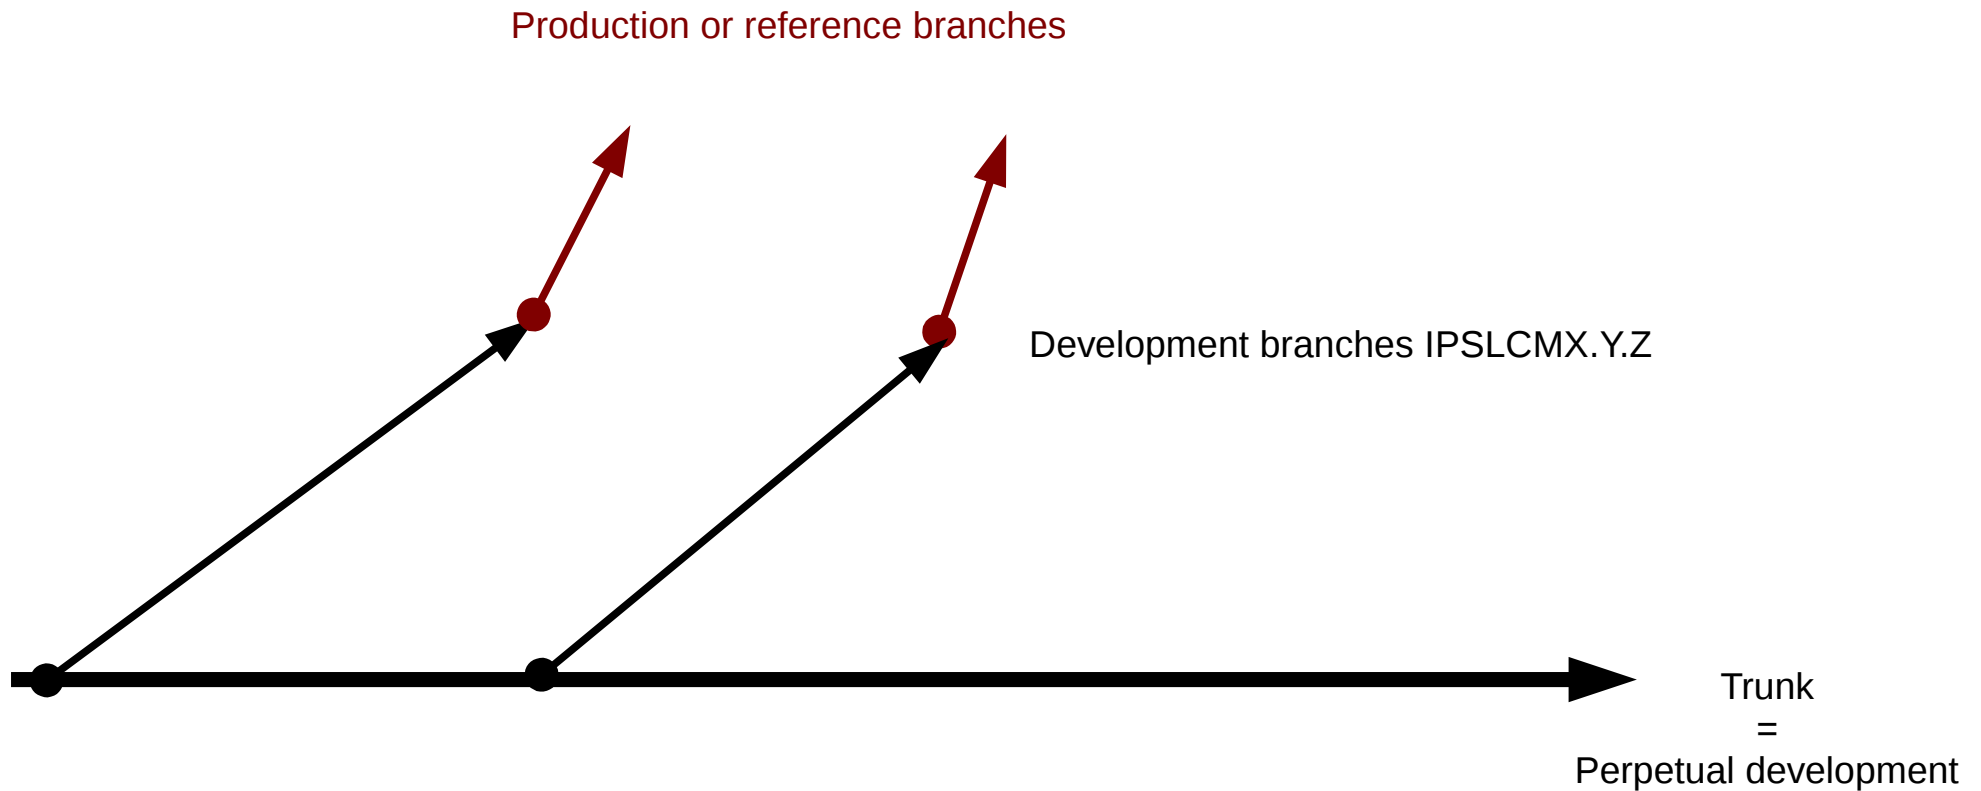 Production or reference branches
Development branches IPSLCMX.Y.Z
Trunk
=
Perpetual development